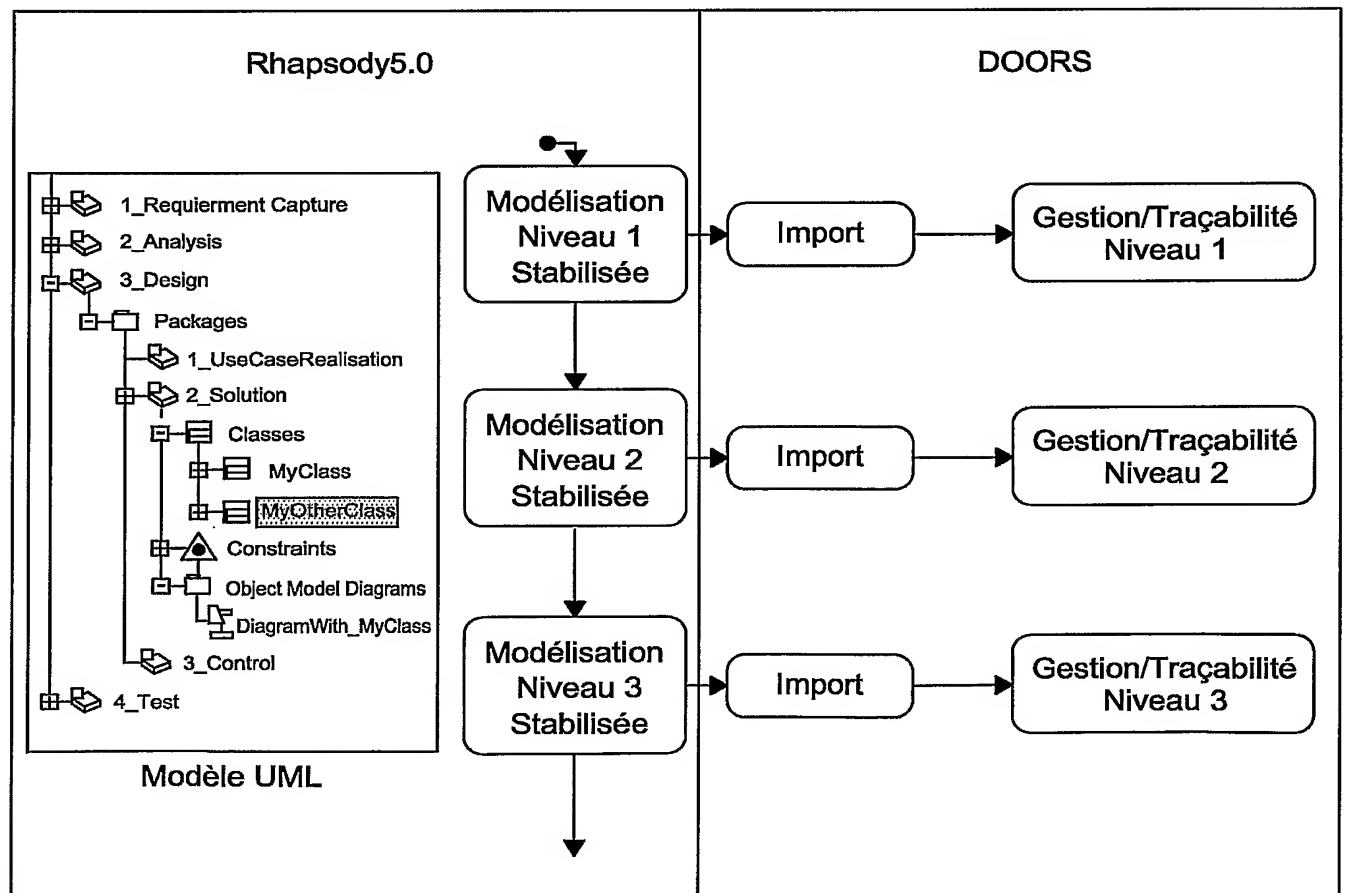 Rhapsody5.0
DOORS
1_Requierment Capture
2_Analysis
3_Design
Packages
1_UseCaseRealisation
2_Solution
Classes
MyClass
MyOtherClass
Constraints
Object Model Diagrams
DiagramWith_MyClass
3_Control
4_Test
Modèle UML
Modélisation
Niveau 1
Stabilisée
Import
Gestion/Traçabilité
Niveau 1
Modélisation
Niveau 2
Stabilisée
Import
Gestion/Traçabilité
Niveau 2
Modélisation
Niveau 3
Stabilisée
Import
Gestion/Traçabilité
Niveau 3